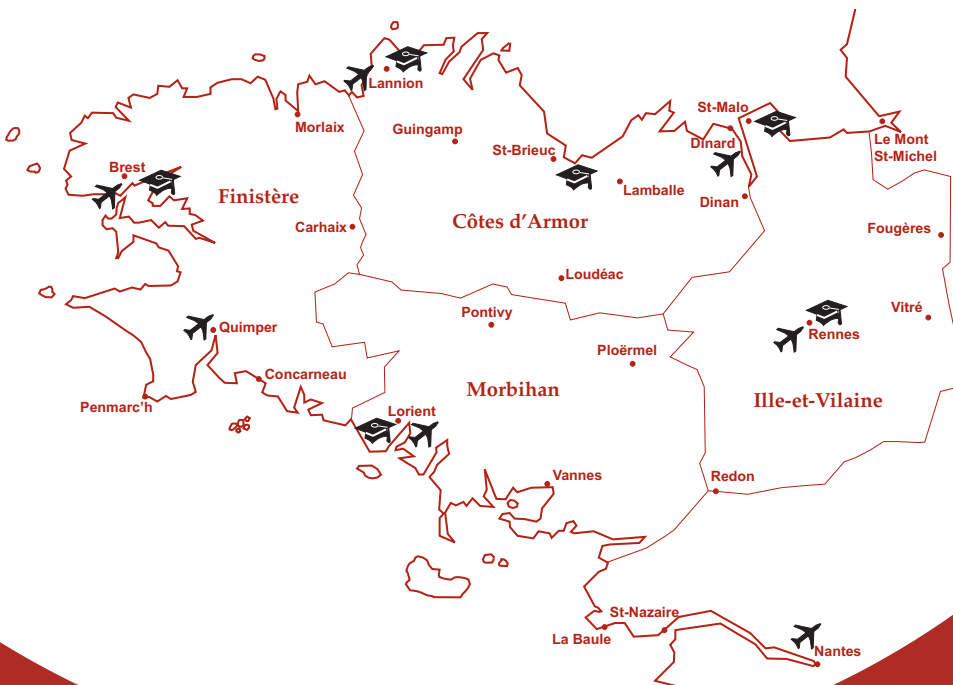 Lannion
St-Malo
Morlaix
Guingamp
Dinard
Le Mont
St-Michel
St-Brieuc
Brest
Lamballe
Finistère
Dinan
Côtes d'Armor
Carhaix
Fougères
Loudéac
Pontivy
Vitré
Quimper
Rennes
Ploërmel
Concarneau
Morbihan
Ille-et-Vilaine
Penmarc'h
Lorient
Vannes
Redon
St-Nazaire
La Baule
Nantes